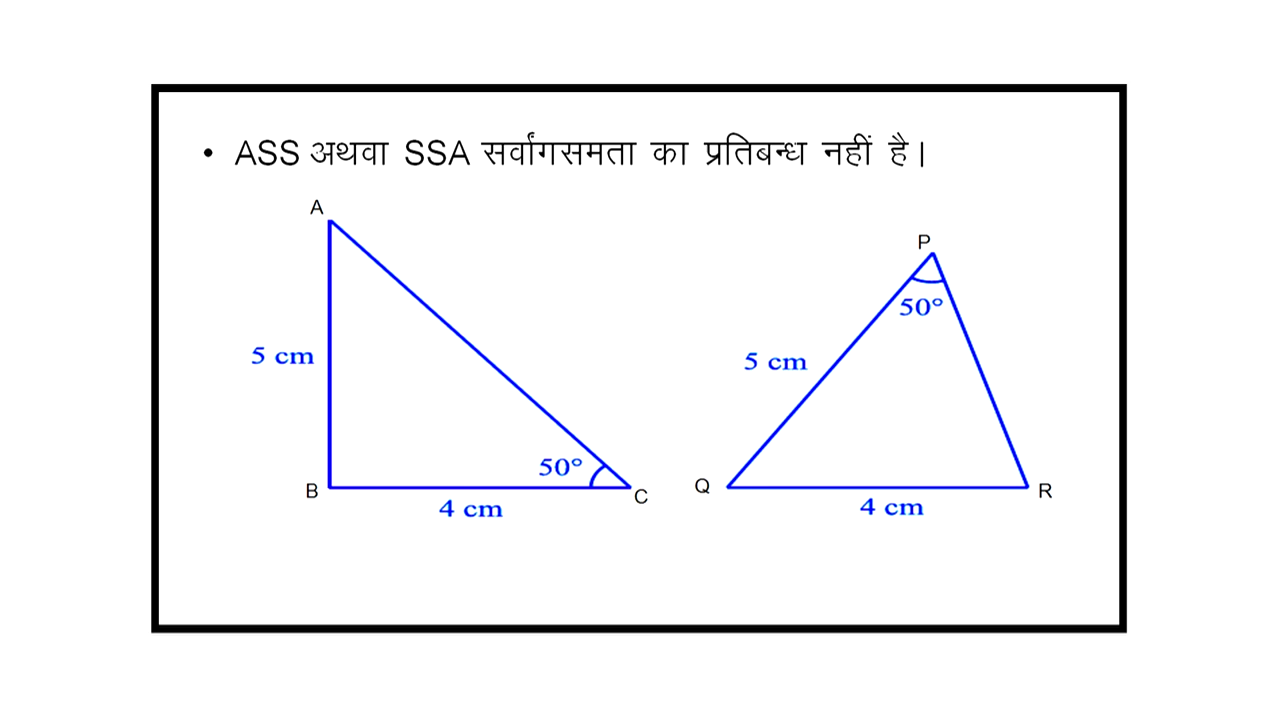 • ASS अथवा SSA सर्वांगसमता का प्रतिबन्ध नहीं है।
A
5 cm
50°
B
C
4 cm
P
50°
5 cm
Q
R
4 cm